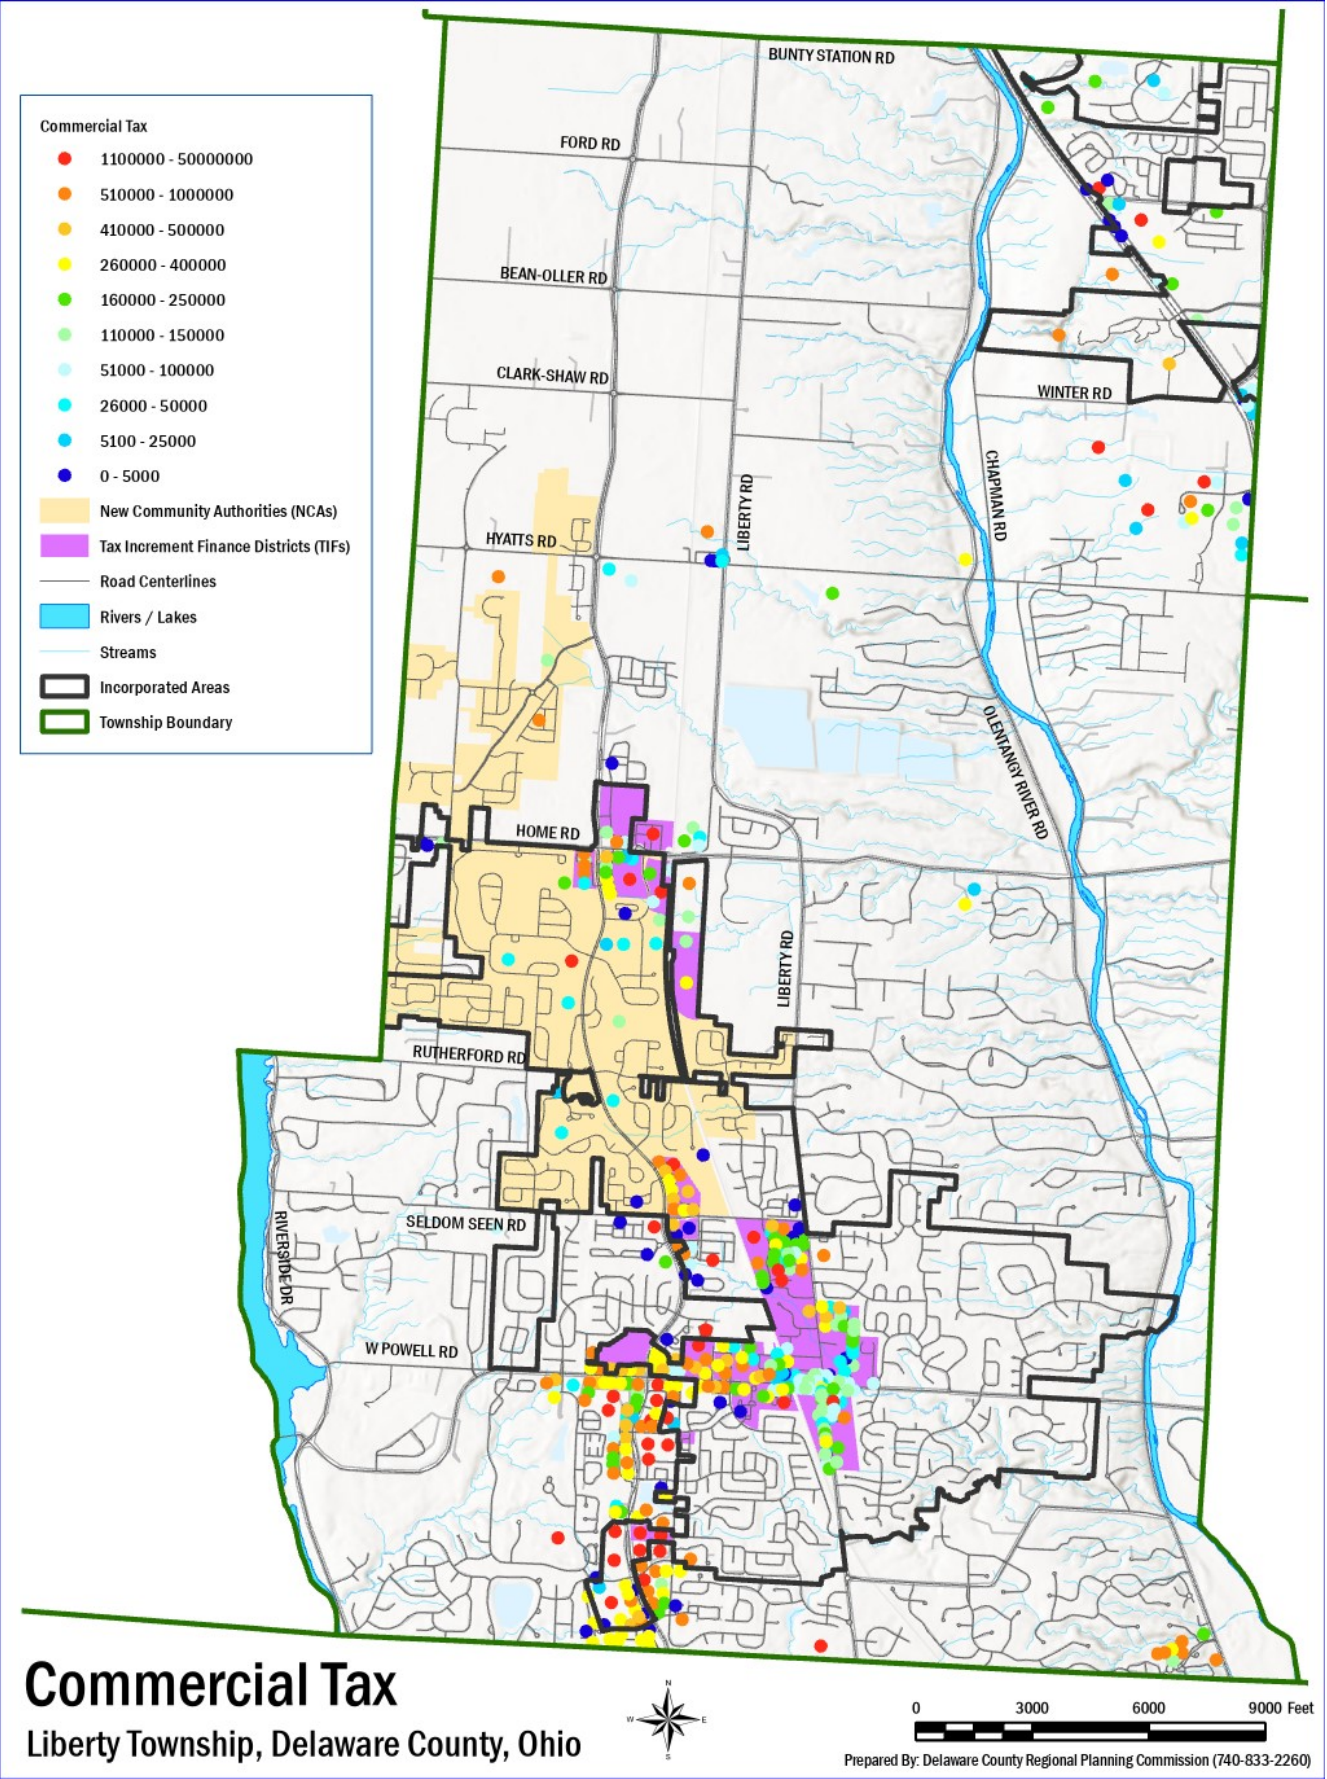 BUNTY STATION RD
Commercial Tax
1100000 - 50000000
510000 - 1000000
410000 - 500000
260000 - 400000
160000 - 250000
110000 - 150000
51000 - 100000
26000 - 50000
5100 - 25000
0 - 5000
New Community Authorities (NCAs)
Tax Increment Finance Districts (TIFs)
Road Centerlines
Rivers / Lakes
Streams
Incorporated Areas
Township Boundary
FORD RD
BEAN-OLLER RD
CLARK-SHAW RD
WINTER RD
CHAPMAN RD
LIBERTY RD
HYATTS RD
OLENTANGY RIVER RD
HOME RD
LIBERTY RD
RUTHERFORD RD
SELDOM SEEN RD
RIVERSIDE DR
W POWELL RD
Commercial Tax
Liberty Township, Delaware County, Ohio
N
W E
S
0 3000 6000 9000 Feet
Prepared By: Delaware County Regional Planning Commission (740-833-2260)